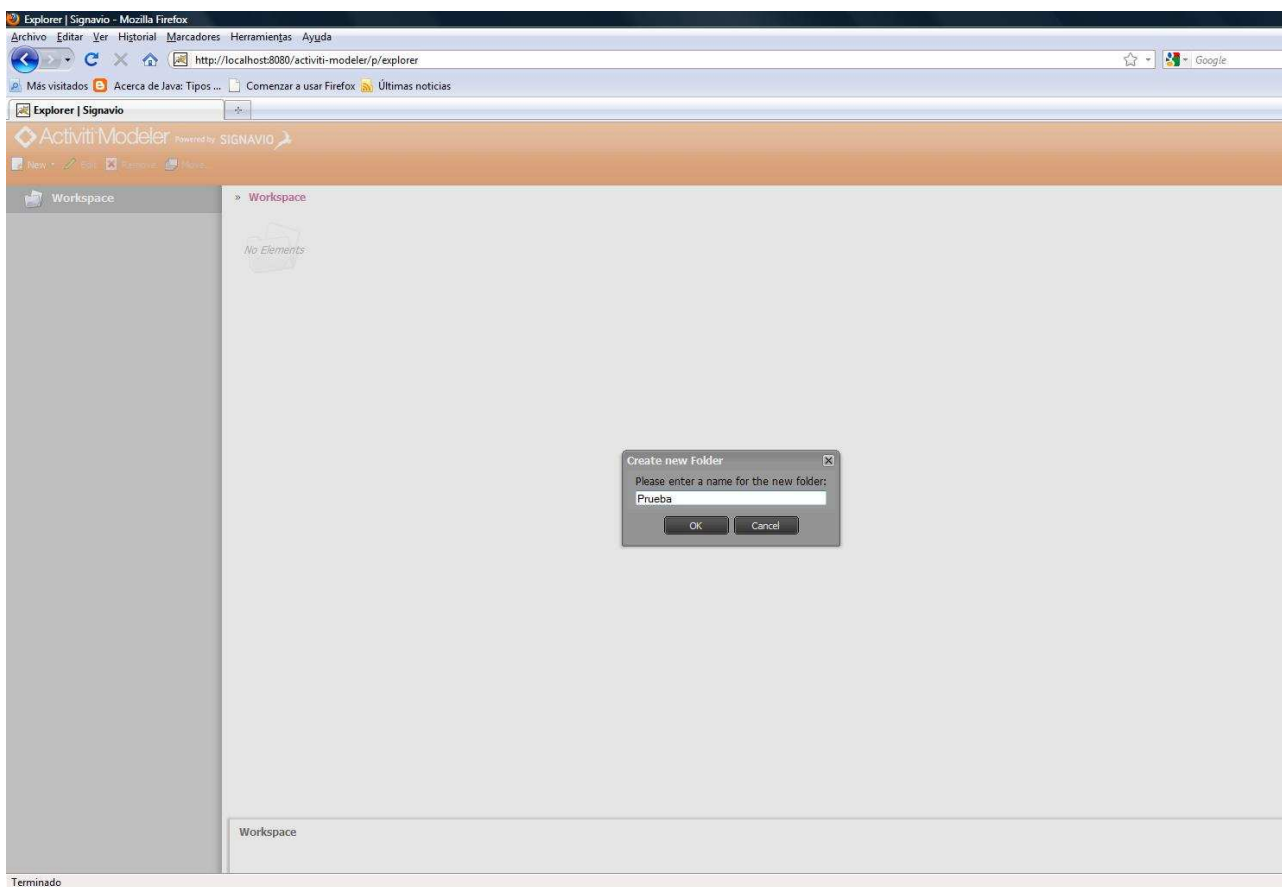 Explorer | Signavio - Mozilla Firefox
Archivo Editar Ver Historial Marcadores Herramientas Ayuda
http://localhost:8080/activiti-modeler/p/explorer Google
Más visitados Acerca de Java: Tipos ... Comenzar a usar Firefox Últimas noticias
Explorer | Signavio
Activiti Modeler Powered by SIGNAVIO
New Edit Remove Move...
Workspace » Workspace
No Elements
Create new Folder
Please enter a name for the new folder:
Prueba
OK Cancel
Workspace
Terminado